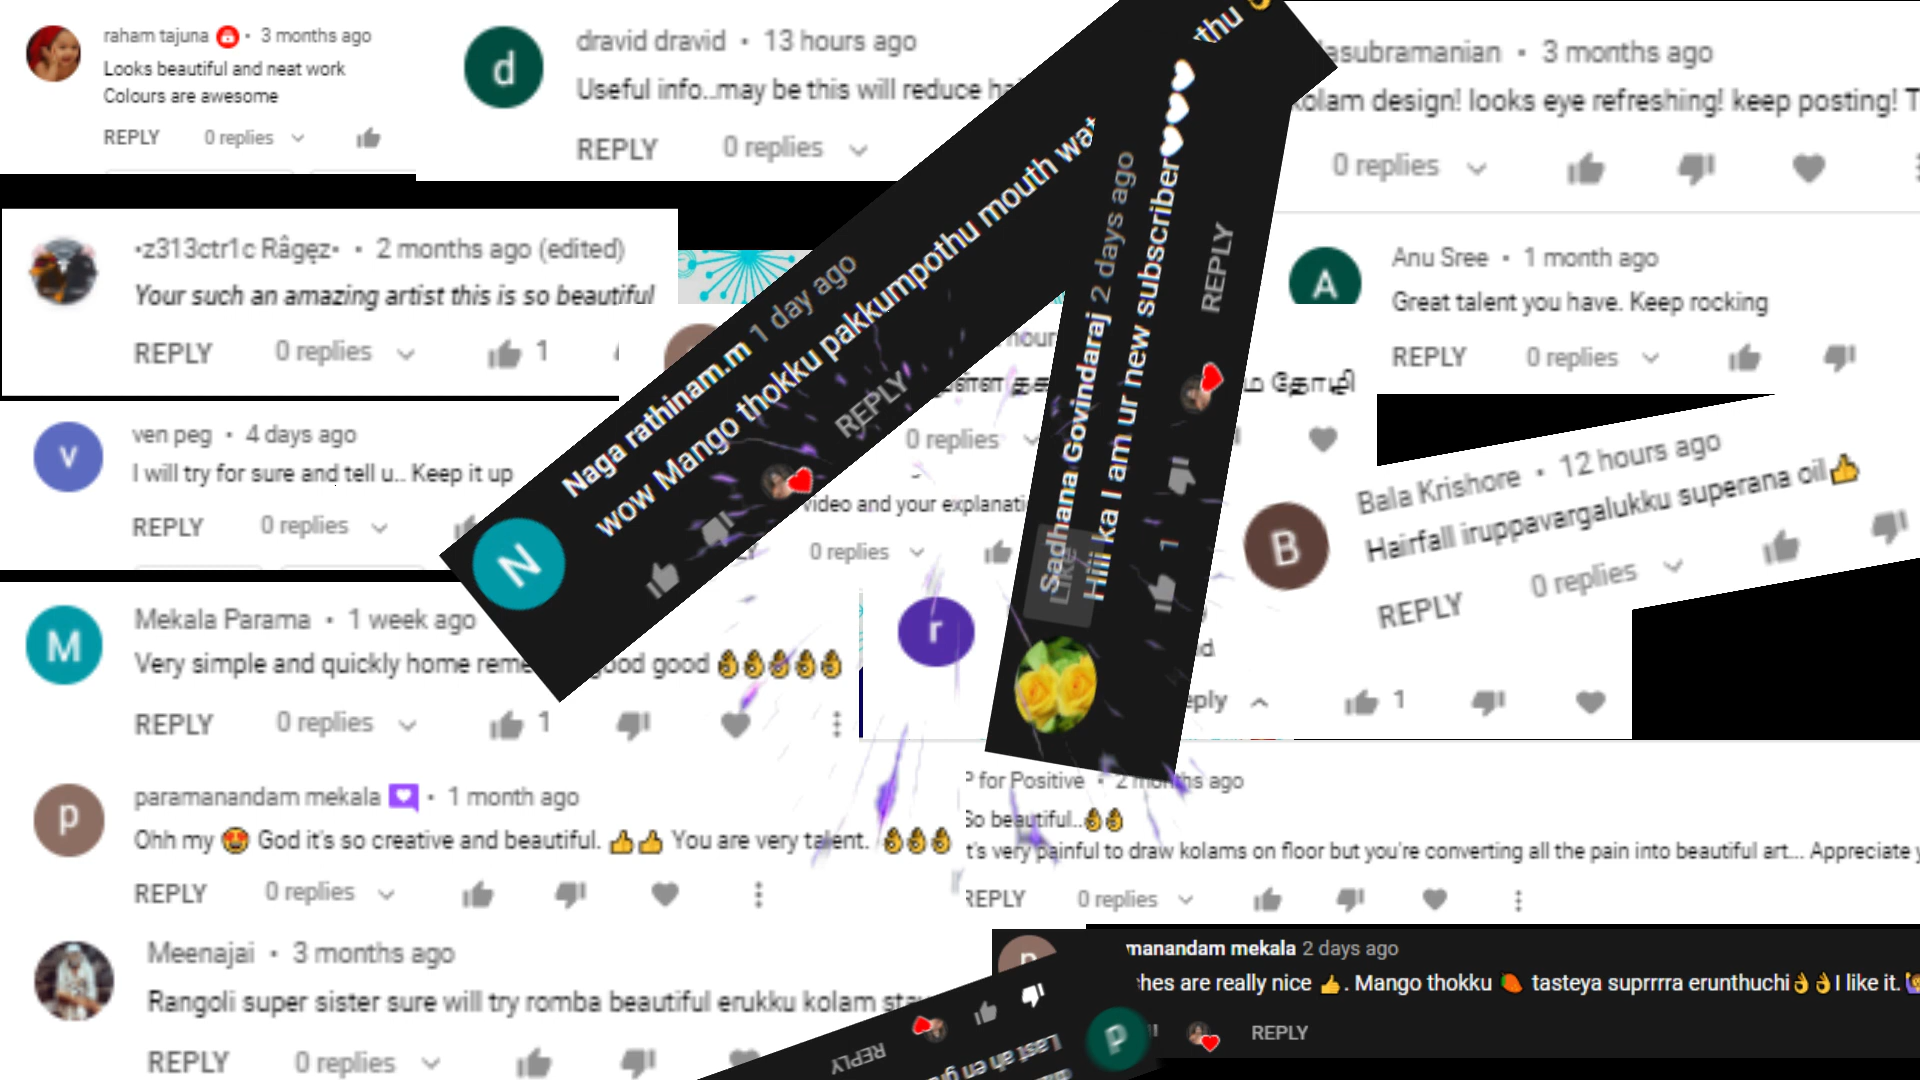 raham tajuna • 3 months ago
Looks beautiful and neat work
Colours are awesome
REPLY 0 replies
d
dravid dravid • 13 hours ago
Useful info..may be this will reduce
REPLY 0 replies
asubramanian • 3 months ago
kolam design! looks eye refreshing! keep posting! T
0 replies
•z313ctr1c Râgęz• • 2 months ago (edited)
Your such an amazing artist this is so beautiful
REPLY 0 replies 1
A
Anu Sree • 1 month ago
Great talent you have. Keep rocking
REPLY 0 replies
N
Naga rathinam.m 1 day ago
wow Mango thokku pakkumpothu mouth
REPLY
Sadhana Govindaraj 2 days ago
Hiii ka I am ur new subscriber
LIKE
1
REPLY
தோழி
0 replies
video and your
0 replies
v
ven peg • 4 days ago
I will try for sure and tell u.. Keep it up
REPLY 0 replies
B
Bala Krishore • 12 hours ago
Hairfall iruppavargalukku superana oil👍
REPLY 0 replies
M
Mekala Parama • 1 week ago
Very simple and quickly home good 👌👌👌👌👌
REPLY 0 replies 1
r
1
p
paramanandam mekala • 1 month ago
Ohh my 🤩 God it's so creative and beautiful. 👍👍 You are very talent. 👌👌👌
REPLY 0 replies
P for Positive • 2 months ago
So beautiful..👌👌
t's very painful to draw kolams on floor but you're converting all the pain into beautiful art... Appreciate y
REPLY 0 replies
Meenajai • 3 months ago
Rangoli super sister sure will try romba beautiful erukku kolam
REPLY 0 replies
manandam mekala 2 days ago
hes are really nice 👍. Mango thokku 🥭 tasteya suprrrra erunthuchi👌👌I like it.
REPLY
P
Last ah en
REPLY